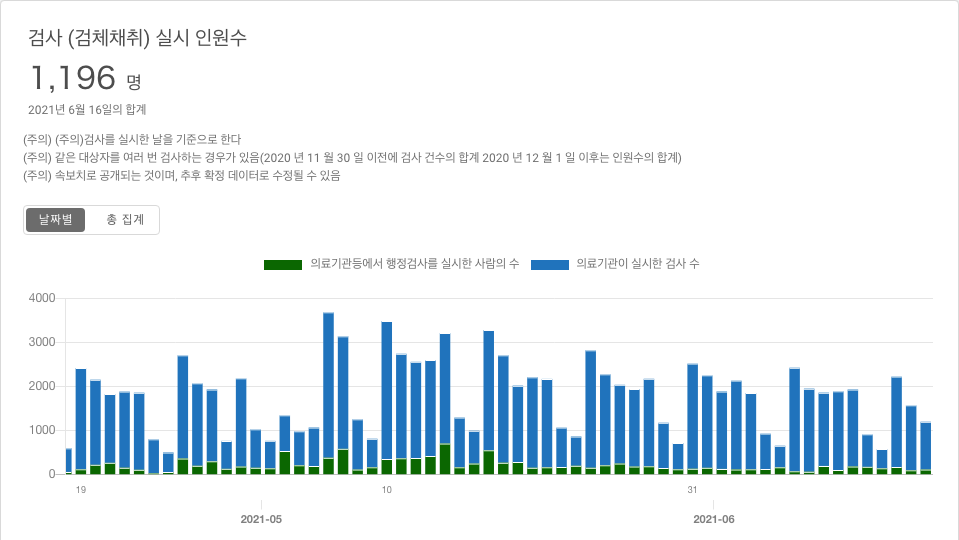 검사 (검체채취) 실시 인원수
1,196 명
2021년 6월 16일의 합계
(주의) (주의)검사를 실시한 날을 기준으로 한다
(주의) 같은 대상자를 여러 번 검사하는 경우가 있음(2020 년 11 월 30 일 이전에 검사 건수의 합계 2020 년 12 월 1 일 이후는 인원수의 합계)
(주의) 속보치로 공개되는 것이며, 추후 확정 데이터로 수정될 수 있음
날짜별 총 집계
의료기관등에서 행정검사를 실시한 사람의 수 의료기관이 실시한 검사 수
4000
3000
2000
1000
0
19 10 31
2021-05 2021-06